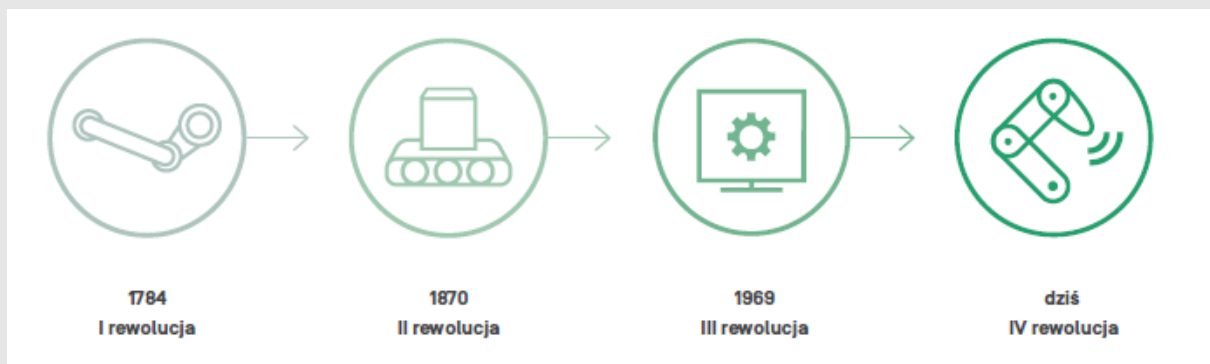 1784
I rewolucja
1870
II rewolucja
1969
III rewolucja
dziś
IV rewolucja